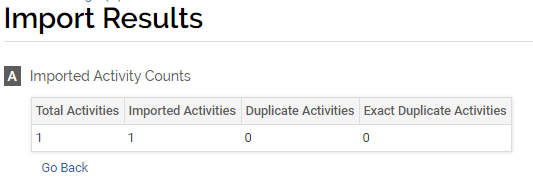 Import Results
A Imported Activity Counts
Total Activities Imported Activities Duplicate Activities Exact Duplicate Activities
1 1 0 0
Go Back